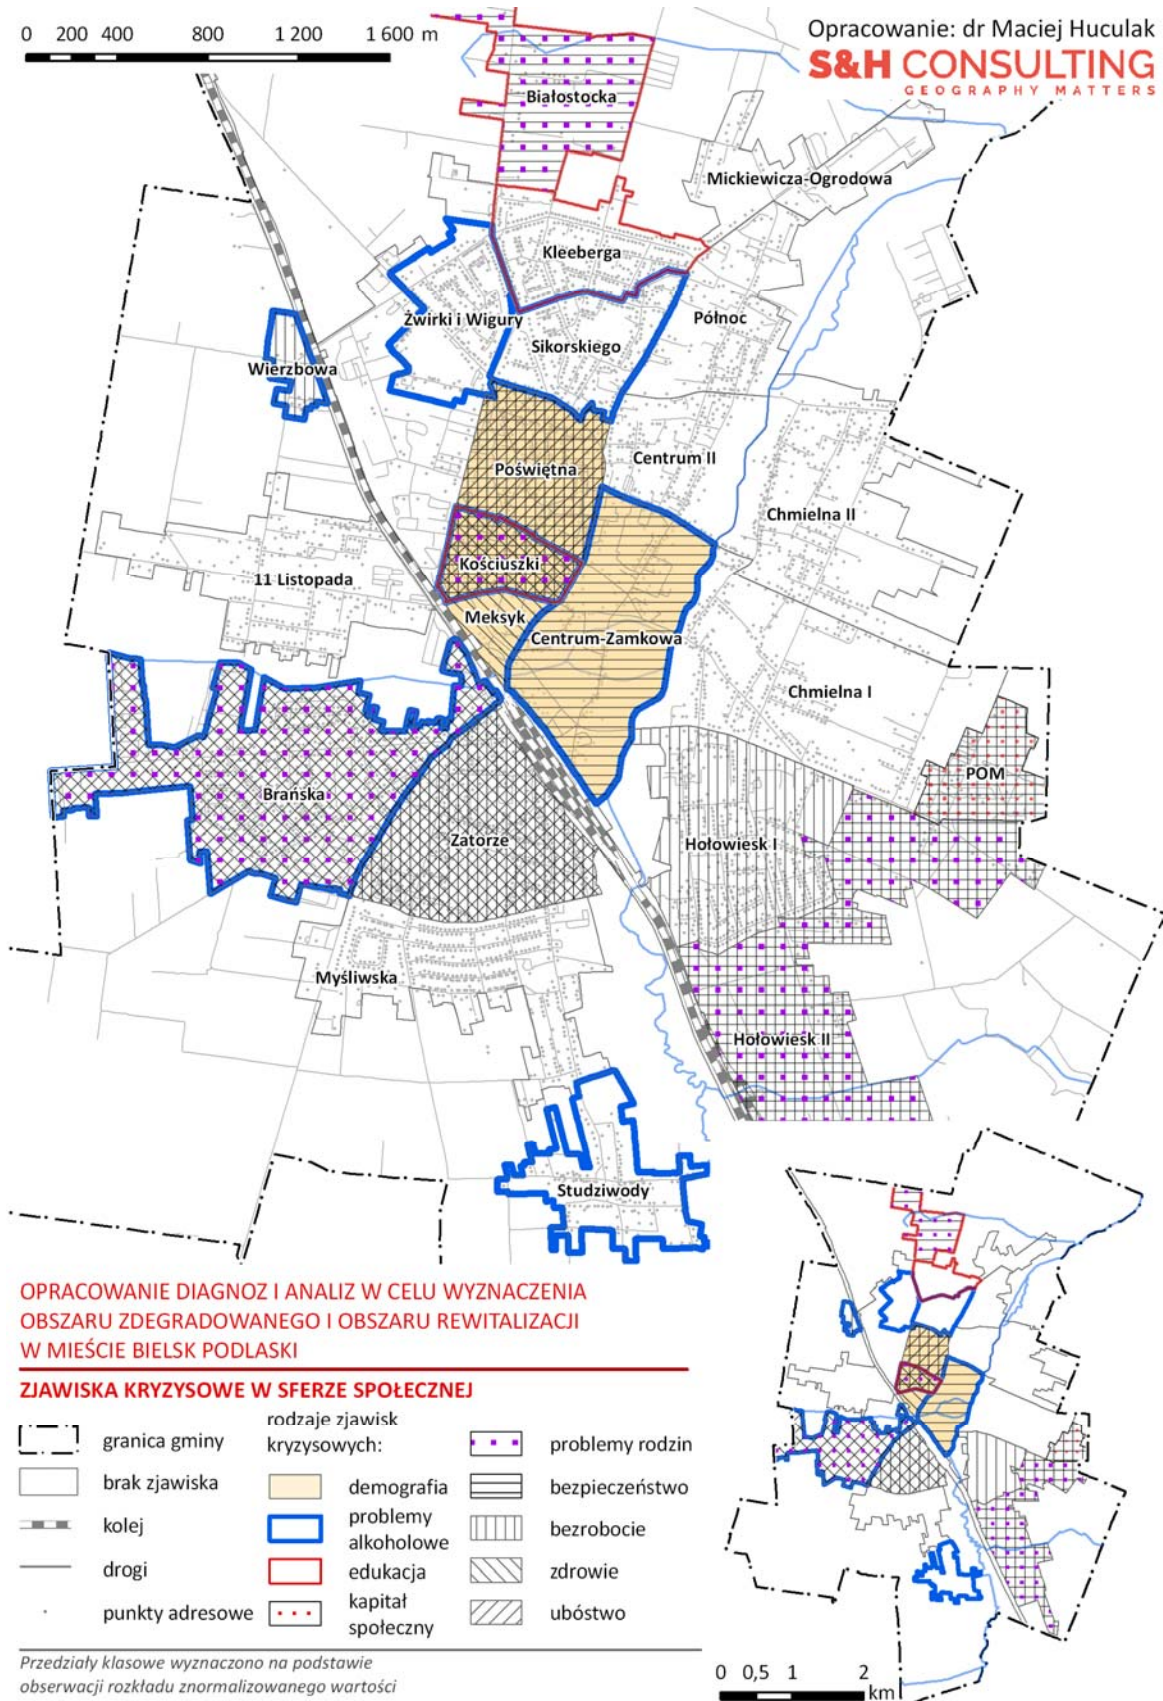 0 200 400 800 1 200 1 600 m
Opracowanie: dr Maciej Huculak
S&H CONSULTING
GEOGRAPHY MATTERS
Białostocka
Mickiewicza-Ogrodowa
Kleeberga
Żwirki i Wigury
Północ
Sikorskiego
Wierzbowa
Centrum II
Poświętna
Chmielna II
Kościuszki
11 Listopada
Meksyk
Centrum-Zamkowa
Chmielna I
POM
Brańska
Zatorze
Hołowiesk I
Myśliwska
Hołowiesk II
Studziwody
OPRACOWANIE DIAGNOZ I ANALIZ W CELU WYZNACZENIA
OBSZARU ZDEGRADOWANEGO I OBSZARU REWITALIZACJI
W MIEŚCIE BIELSK PODLASKI
ZJAWISKA KRYZYSOWE W SFERZE SPOŁECZNEJ
granica gminy
brak zjawiska
kolej
drogi
punkty adresowe
rodzaje zjawisk
kryzysowych:
demografia
problemy
alkoholowe
edukacja
kapitał
społeczny
problemy rodzin
bezpieczeństwo
bezrobocie
zdrowie
ubóstwo
Przedziały klasowe wyznaczono na podstawie
obserwacji rozkładu znormalizowanego wartości
0 0,5 1 2
km